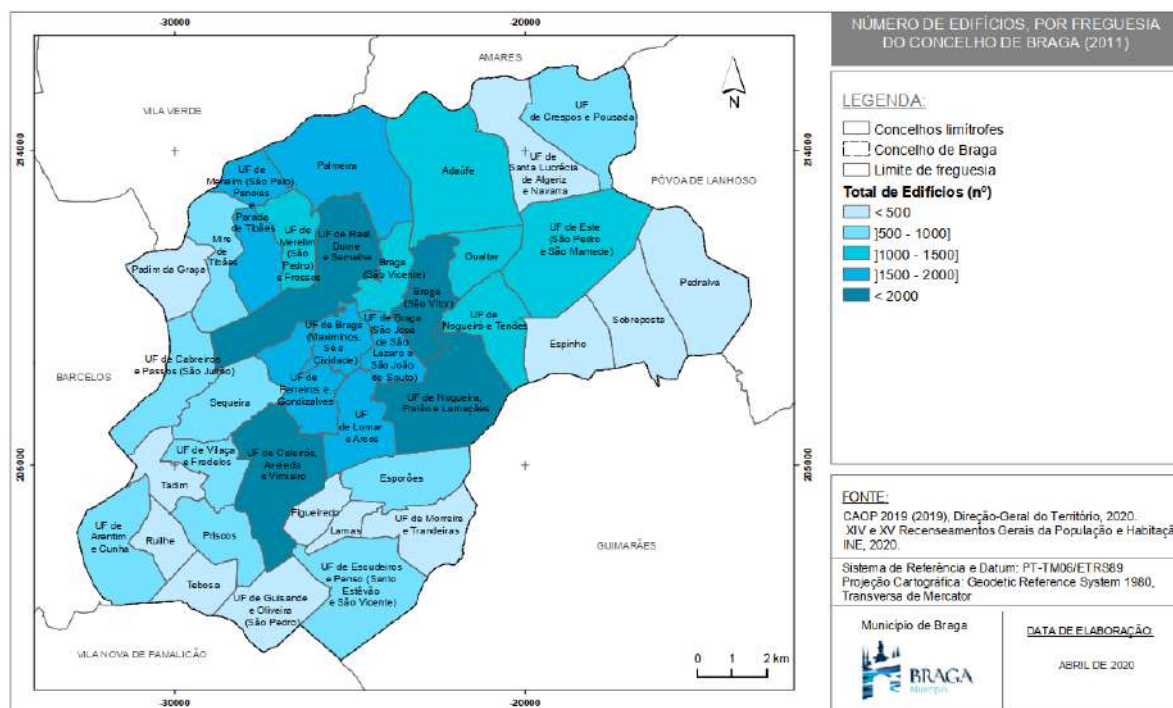 -30000
-20000
NÚMERO DE EDIFÍCIOS, POR FREGUESIA
DO CONCELHO DE BRAGA (2011)
AMARES
VILA VERDE
N
UF
de Crespos e Pousada
215000
Palmeira
Adaúfe
UF de
Santa Lucrécia
de Algeriz
e Navarra
PÓVOA DE LANHOSO
UF de
Merelim (São Paio)
Panoias
e
Parada
de Tibães
Mire
de
Tibães
UF de
Merelim (São
Pedro)
e Frossos
UF de Real,
Dume
e Semelhe
Braga
(São Vicente)
Gualtar
UF de Este
(São Pedro
e São Mamede)
Padim da Graça
Pedralva
Braga
(São Vítor)
Sobreposta
UF de
Nogueiró e Tenões
Espinho
UF de Braga
(Maximinos,
Sé e
Cividade)
UF de Braga
(São José
de São
Lazaro e
São João
do Souto)
UF de Cabreiros
e Passos (São Julião)
BARCELOS
UF de
Ferreiros e
Gondizalves
Sequeira
UF de Nogueira,
Fraião e Lamaçães
UF
de Lomar
e Arcos
UF de Vilaça
e Fradelos
UF de Celeirós,
Aveleda
e Vimieiro
Tadim
Esporões
205000
Figueiredo
Lamas
UF de Morreira
e Trandeiras
UF de
Arentim
e Cunha
Ruilhe
Priscos
GUIMARÃES
Tebosa
UF de Escudeiros
e Penso (Santo
Estêvão
e São Vicente)
UF de Guisande
e Oliveira
(São Pedro)
VILA NOVA DE FAMALICÃO
0 1 2 km
-30000
-20000
LEGENDA:
Concelhos limítrofes
Concelho de Braga
Limite de freguesia
Total de Edifícios (nº)
< 500
]500 - 1000]
]1000 - 1500]
]1500 - 2000]
< 2000
FONTE:
CAOP 2019 (2019), Direção-Geral do Território, 2020.
XIV e XV Recenseamentos Gerais da População e Habitaçã
INE, 2020.
Sistema de Referência e Datum: PT-TM06/ETRS89
Projeção Cartográfica: Geodetic Reference System 1980,
Transversa de Mercator
Município de Braga
BRAGA
Município
DATA DE ELABORAÇÃO:
ABRIL DE 2020